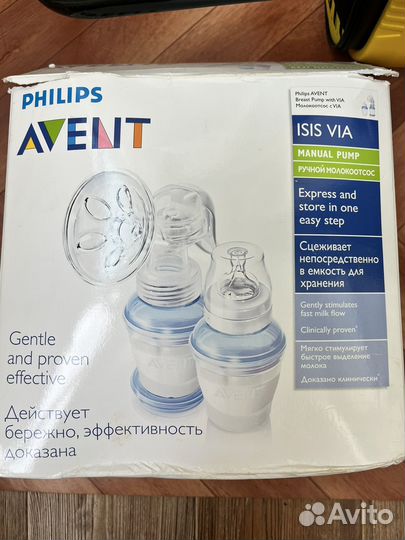 PHILIPS
AVENT
Philips AVENT
Breast Pump with VIA
Молокоотсос с VIA
ISIS VIA
MANUAL PUMP
РУЧНОЙ МОЛОКООТСОС
Express and
store in one
easy step
Сцеживает
непосредственно
в емкость для
хранения
Gently stimulates
fast milk flow
Clinically proven*
Мягко стимулирует
быстрое выделение
молока
Доказано клинически*
Gentle
and proven
effective
Действует
бережно, эффективность
доказана
AVENT
Avito